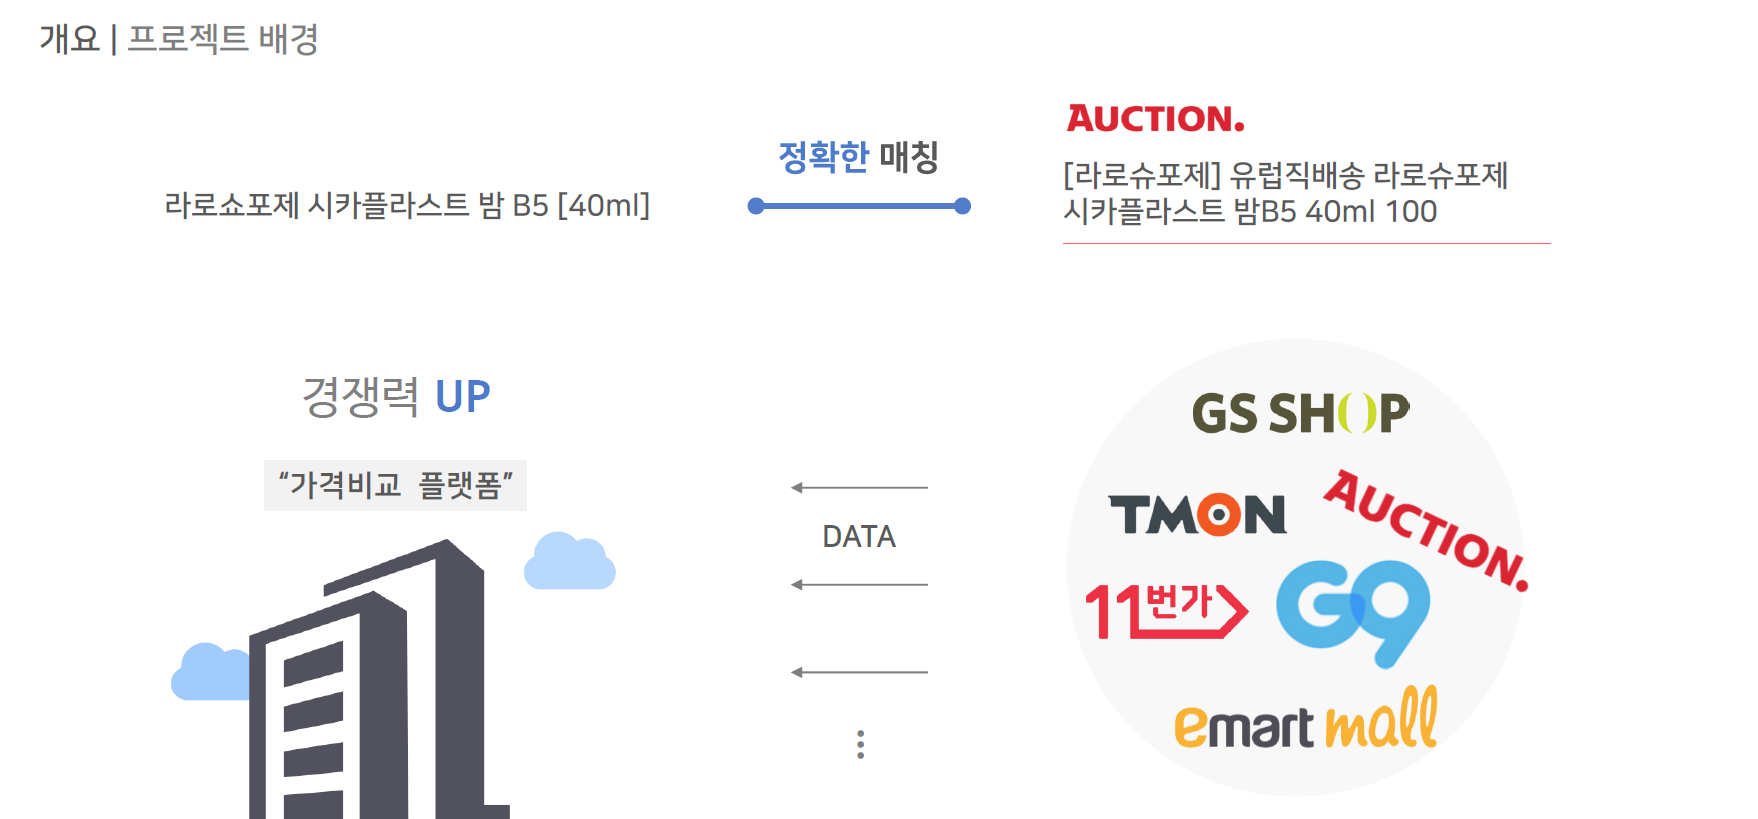 개요 | 프로젝트 배경
AUCTION.
정확한 매칭
[라로슈포제] 유럽직배송 라로슈포제
라로쇼포제 시카플라스트 밤 B5 [40ml]
시카플라스트 밤B5 40ml 100
경쟁력 UP
“가격비교 플랫폼”
DATA
GS SHOP
TMON
AUCTION.
11번가
G9
emart mall